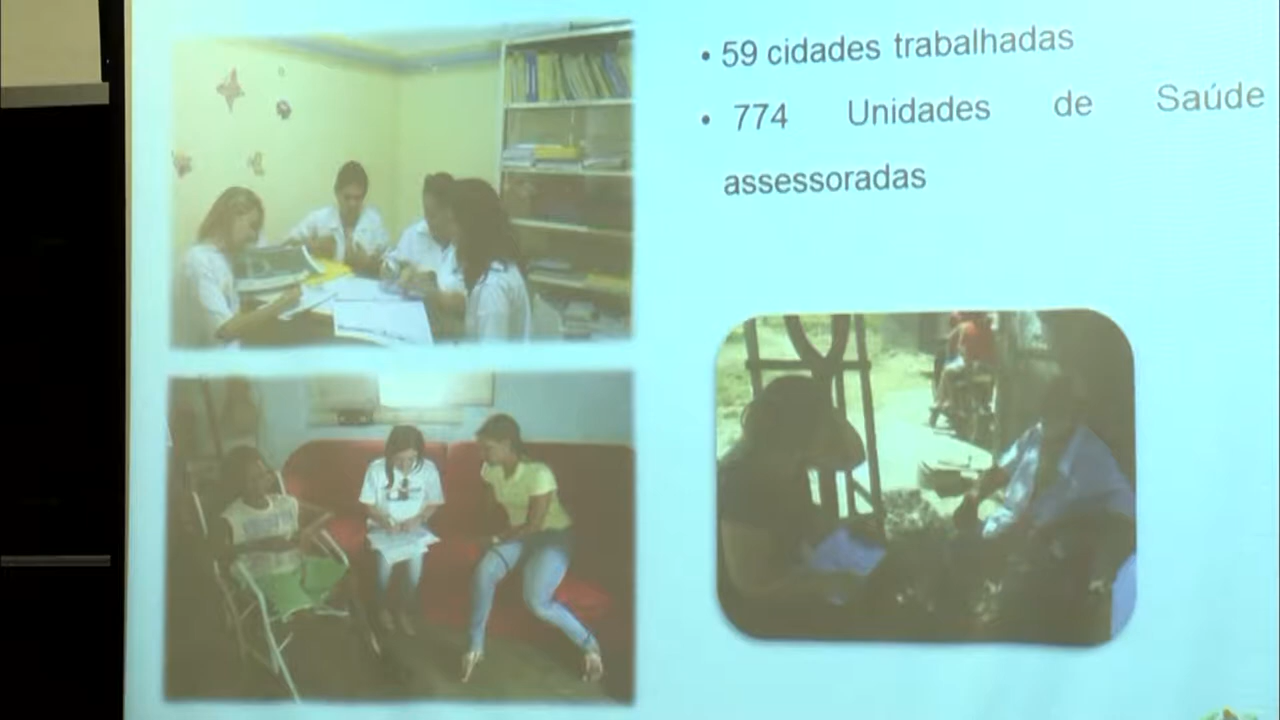 • 59 cidades trabalhadas
• 774 Unidades de Saúde
assessoradas